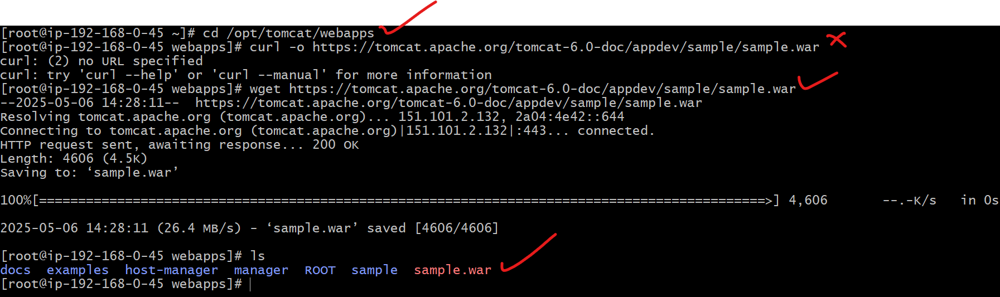 [root@ip-192-168-0-45 ~]# cd /opt/tomcat/webapps
[root@ip-192-168-0-45 webapps]# curl -o https://tomcat.apache.org/tomcat-6.0-doc/appdev/sample/sample.war
curl: (2) no URL specified
curl: try 'curl --help' or 'curl --manual' for more information
[root@ip-192-168-0-45 webapps]# wget https://tomcat.apache.org/tomcat-6.0-doc/appdev/sample/sample.war
--2025-05-06 14:28:11--  https://tomcat.apache.org/tomcat-6.0-doc/appdev/sample/sample.war
Resolving tomcat.apache.org (tomcat.apache.org)... 151.101.2.132, 2a04:4e42::644
Connecting to tomcat.apache.org (tomcat.apache.org)|151.101.2.132|:443... connected.
HTTP request sent, awaiting response... 200 OK
Length: 4606 (4.5K)
Saving to: ‘sample.war’
100%[=============================================================================================>] 4,606       --.-K/s   in 0s
2025-05-06 14:28:11 (26.4 MB/s) - ‘sample.war’ saved [4606/4606]
[root@ip-192-168-0-45 webapps]# ls
docs  examples  host-manager  manager  ROOT  sample  sample.war
[root@ip-192-168-0-45 webapps]#